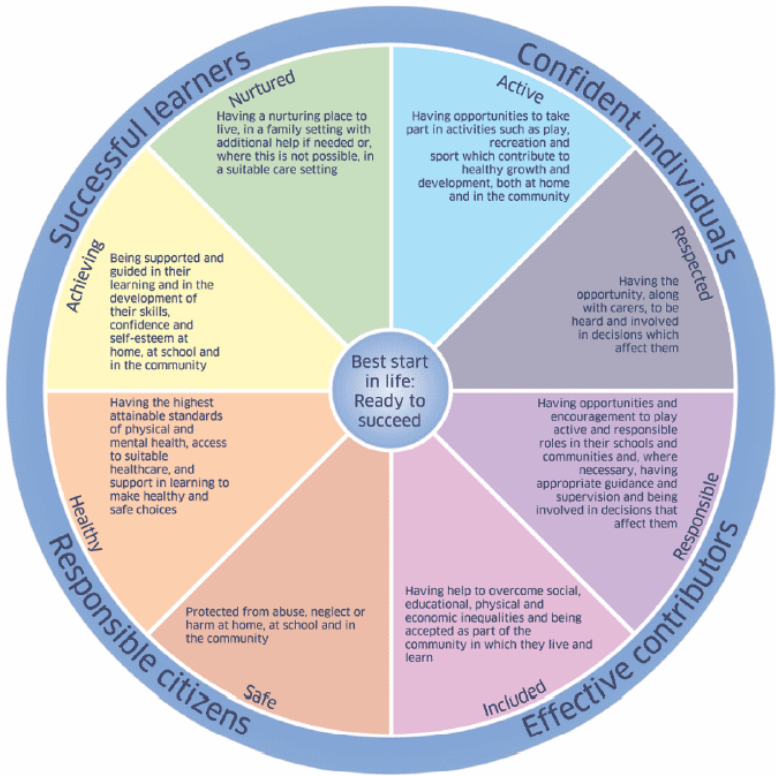 Successful learners
Confident individuals
Nurtured
Having a nurturing place to
live, in a family setting with
additional help if needed or,
where this is not possible, in
a suitable care setting
Active
Having opportunities to take
part in activities such as play,
recreation and
sport which contribute to
healthy growth and
development, both at home
and in the community
Achieving
Being supported and
guided in their
learning and in the
development of
their skills,
confidence and
self-esteem at
home, at school and
in the community
Respected
Having the
opportunity, along
with carers, to be
heard and involved
in decisions which
affect them
Best start
in life:
Ready to
succeed
Healthy
Having the highest
attainable standards
of physical and
mental health, access
to suitable
healthcare, and
support in learning to
make healthy and
safe choices
Responsible
Having opportunities and
encouragement to play
active and responsible
roles in their schools and
communities and, where
necessary, having
appropriate guidance and
supervision and being
involved in decisions that
affect them
Safe
Protected from abuse, neglect or
harm at home, at school and in
the community
Included
Having help to overcome social,
educational, physical and
economic inequalities and being
accepted as part of the
community in which they live and
learn
Responsible citizens
Effective contributors